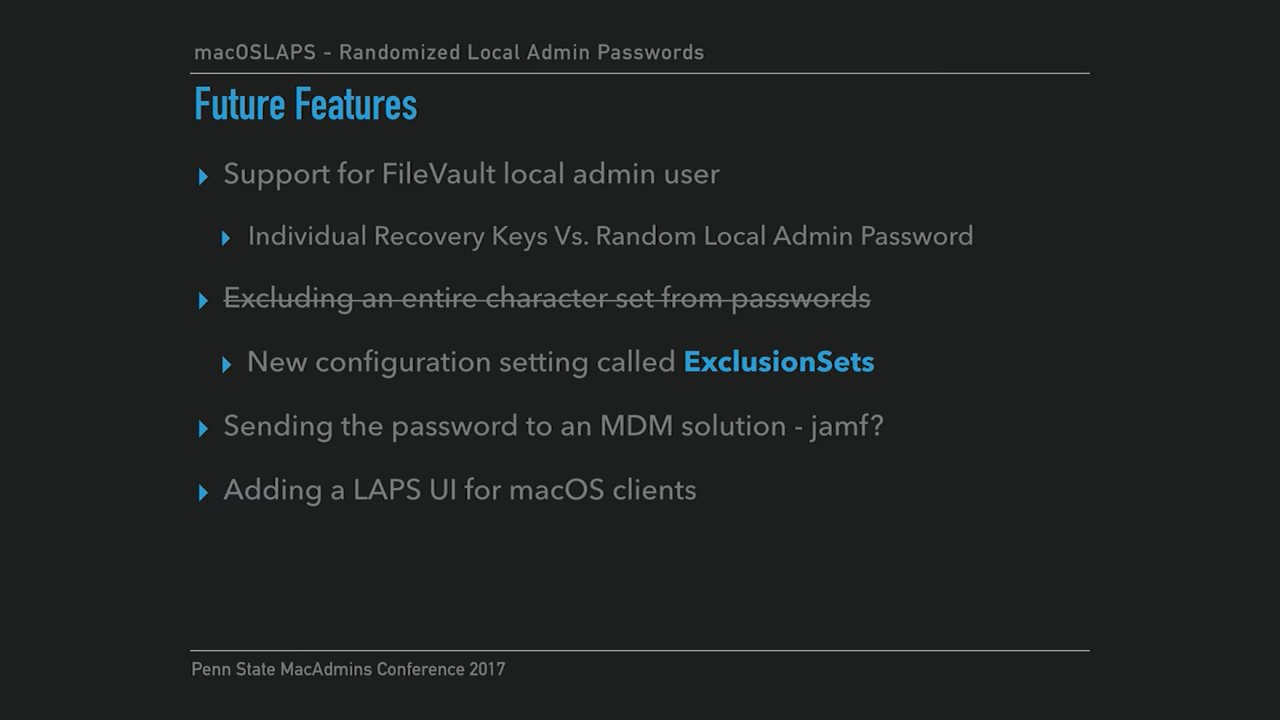 macOSLAPS - Randomized Local Admin Passwords
Future Features
Support for FileVault local admin user
Individual Recovery Keys Vs. Random Local Admin Password
Excluding an entire character set from passwords
New configuration setting called ExclusionSets
Sending the password to an MDM solution - jamf?
Adding a LAPS UI for macOS clients
Penn State MacAdmins Conference 2017